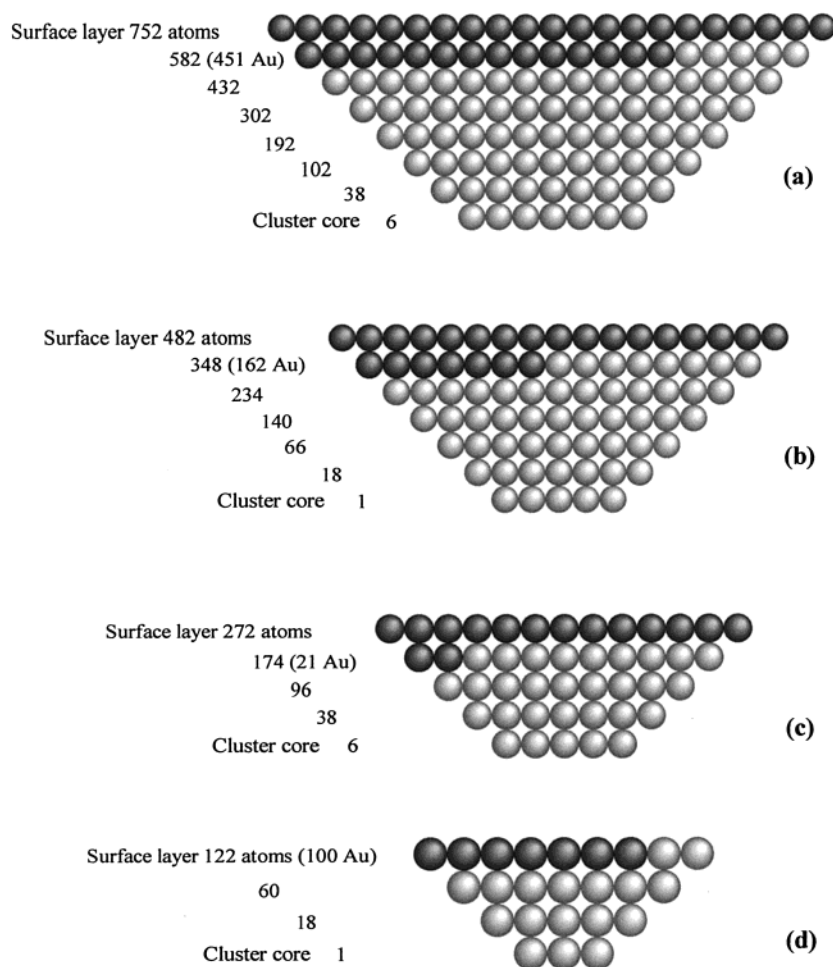 Surface layer 752 atoms
582 (451 Au)
432
302
192
102
38
Cluster core 6
(a)
Surface layer 482 atoms
348 (162 Au)
234
140
66
18
Cluster core 1
(b)
Surface layer 272 atoms
174 (21 Au)
96
38
Cluster core 6
(c)
Surface layer 122 atoms (100 Au)
60
18
Cluster core 1
(d)